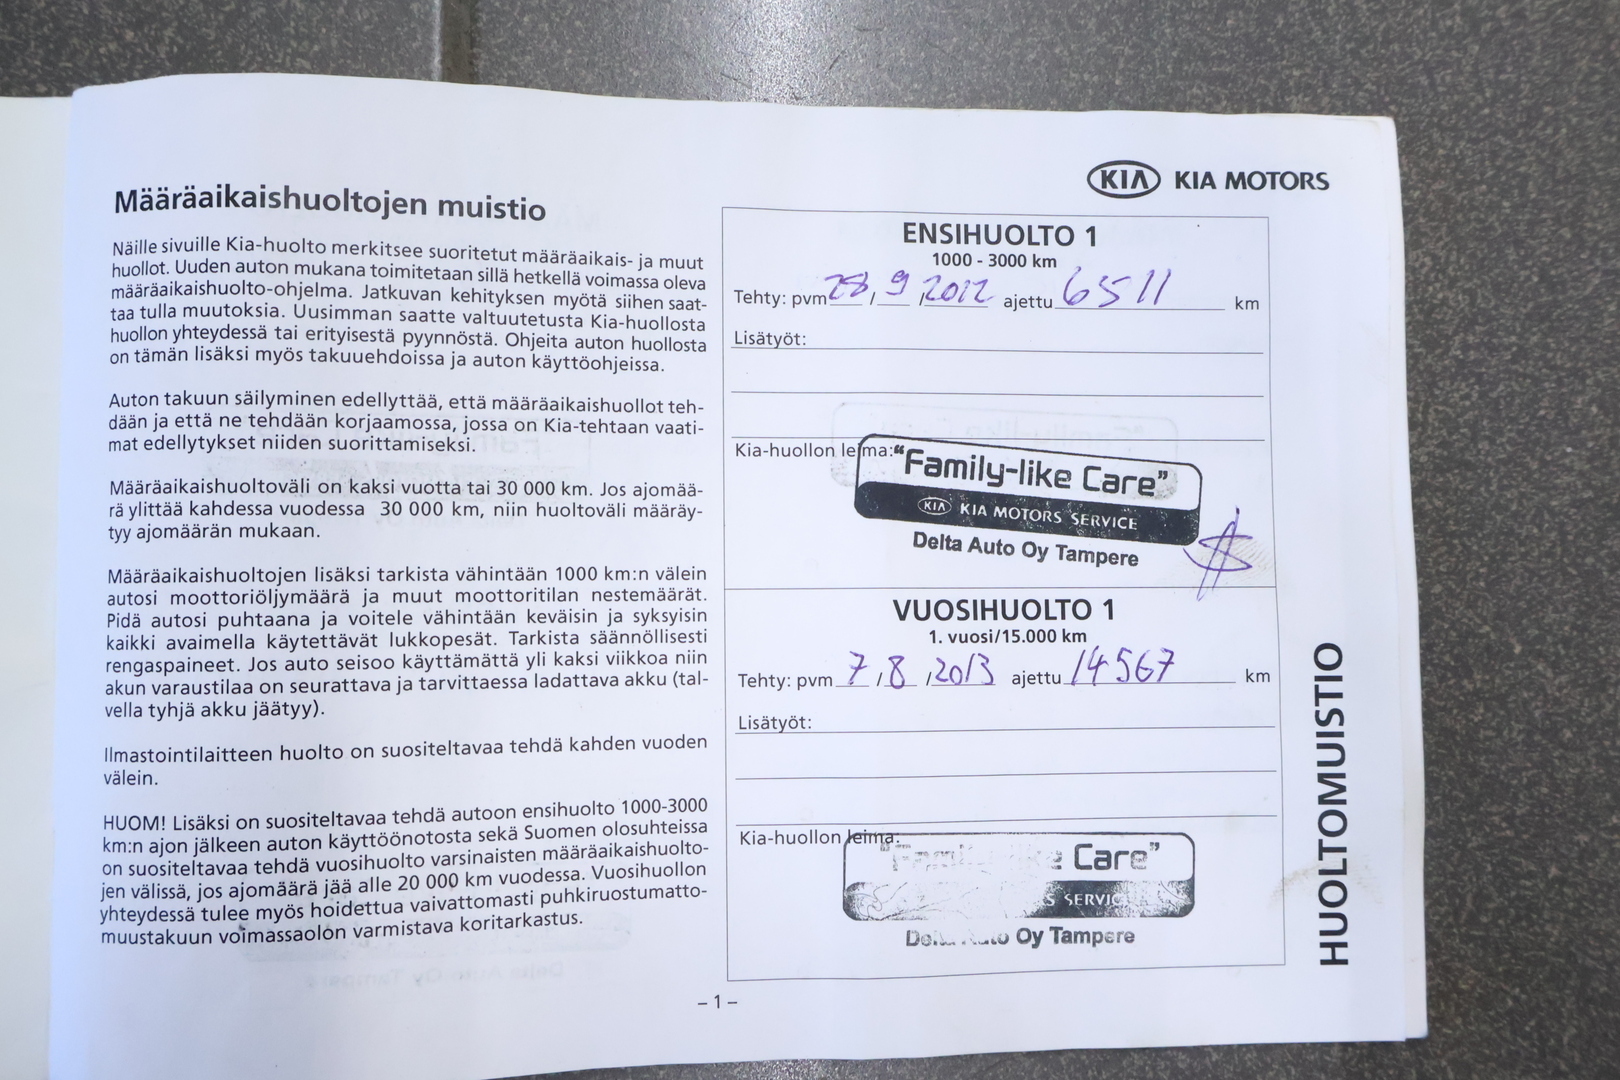 Määräaikaishuoltojen muistio
Näille sivuille Kia-huolto merkitsee suoritetut määräaikais- ja muut
huollot. Uuden auton mukana toimitetaan sillä hetkellä voimassa oleva
määräaikaishuolto-ohjelma. Jatkuvan kehityksen myötä siihen saat-
taa tulla muutoksia. Uusimman saatte valtuutetusta Kia-huollosta
huollon yhteydessä tai erityisestä pyynnöstä. Ohjeita auton huollosta
on tämän lisäksi myös takuuehdoissa ja auton käyttöohjeissa.
Auton takuun säilyminen edellyttää, että määräaikaishuollot teh-
dään ja että ne tehdään korjaamossa, jossa on Kia-tehtaan vaati-
mat edellytykset niiden suorittamiseksi.
Määräaikaishuoltoväli on kaksi vuotta tai 30 000 km. Jos ajomää-
rä ylittää kahdessa vuodessa 30 000 km, niin huoltoväli määräy-
tyy ajomäärän mukaan.
Määräaikaishuoltojen lisäksi tarkista vähintään 1000 km:n välein
autosi moottoriöljymäärä ja muut moottoritilan nestemäärät.
Pidä autosi puhtaana ja voitele vähintään keväisin ja syksyisin
kaikki avaimella käytettävät lukkopesät. Tarkista säännöllisesti
rengaspaineet. Jos auto seisoo käyttämättä yli kaksi viikkoa niin
akun varaustilaa on seurattava ja tarvittaessa ladattava akku (tal-
vella tyhjä akku jäätyy).
Ilmastointilaitteen huolto on suositeltavaa tehdä kahden vuoden
välein.
HUOM! Lisäksi on suositeltavaa tehdä autoon ensihuolto 1000-3000
km:n ajon jälkeen auton käyttöönotosta sekä Suomen olosuhteissa
on suositeltavaa tehdä vuosihuolto varsinaisten määräaikaishuolto-
jen välissä, jos ajomäärä jää alle 20 000 km vuodessa. Vuosihuollon
yhteydessä tulee myös hoidettua vaivattomasti puhkiruostumatto-
muustakuun voimassaolon varmistava koritarkastus.
KIA KIA MOTORS
ENSIHUOLTO 1
1000 - 3000 km
Tehty: pvm 28 / 9 / 2012 ajettu 6511 km
Lisätyöt:
Kia-huollon leima: "Family-like Care"
KIA KIA MOTORS SERVICE
Delta Auto Oy Tampere
VUOSIHUOLTO 1
1. vuosi/15.000 km
Tehty: pvm 7 / 8 / 2013 ajettu 14567 km
Lisätyöt:
Kia-huollon leima:
"Family-like Care"
SERVICE
Delta Auto Oy Tampere
HUOLTOMUISTIO
– 1 –